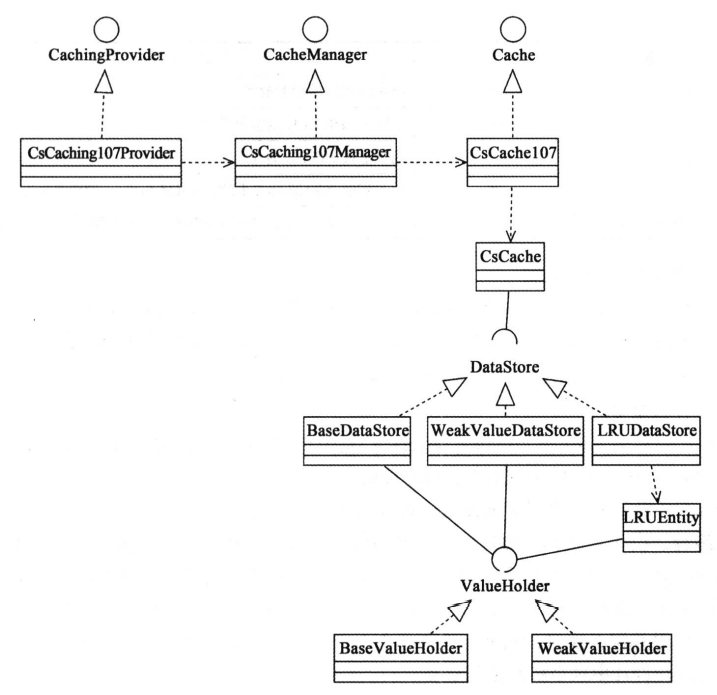 CachingProvider
CacheManager
Cache
CsCaching107Provider
CsCaching107Manager
CsCache107
CsCache
DataStore
BaseDataStore
WeakValueDataStore
LRUDataStore
LRUEntity
ValueHolder
BaseValueHolder
WeakValueHolder